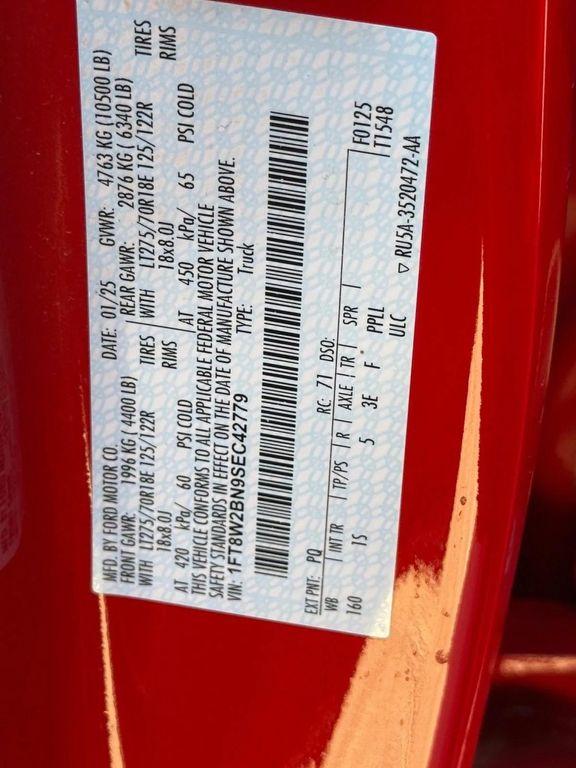 MFD. BY FORD MOTOR CO.
DATE: 01/25 GVWR: 4763 KG (10500 LB)
FRONT GAWR: 1996 KG ( 4400 LB) REAR GAWR: 2876 KG ( 6340 LB)
WITH LT275/70R18E 125/122R TIRES WITH LT275/70R18E 125/122R TIRES
18x8.0J RIMS 18x8.0J RIMS
AT 420 kPa/ 60 PSI COLD AT 450 kPa/ 65 PSI COLD
THIS VEHICLE CONFORMS TO ALL APPLICABLE FEDERAL MOTOR VEHICLE
SAFETY STANDARDS IN EFFECT ON THE DATE OF MANUFACTURE SHOWN ABOVE.
VIN: 1FT8W2BN9SEC42779 TYPE: Truck
EXT PNT: PQ RC: 71 DSO: F0125
WB | INT TR | TP/PS | R | AXLE | TR | SPR IT1548
160 1S 5 3E F PPLL
ULC ▽ RU5A-3520472-AA